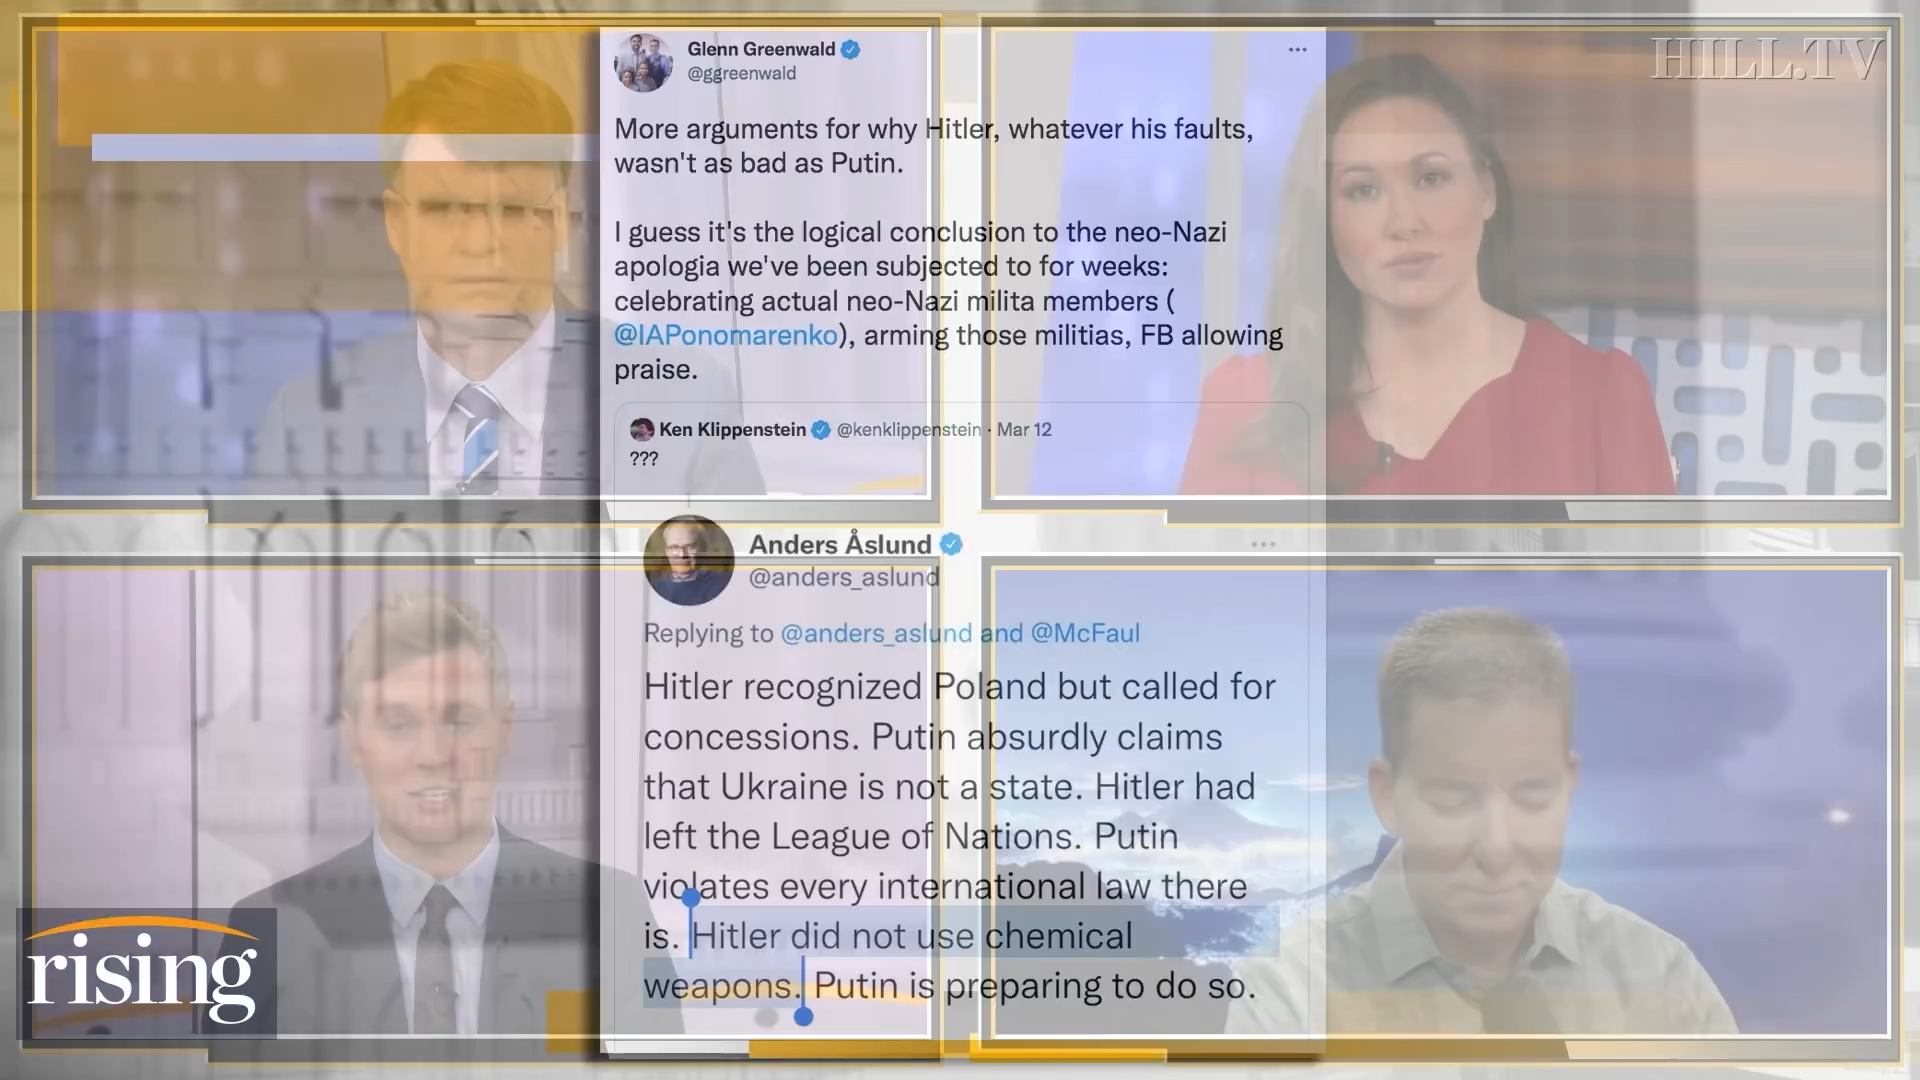 HILL.TV
Glenn Greenwald
@ggreenwald
More arguments for why Hitler, whatever his faults,
wasn't as bad as Putin.
I guess it's the logical conclusion to the neo-Nazi
apologia we've been subjected to for weeks:
celebrating actual neo-Nazi milita members (
@IAPonomarenko), arming those militias, FB allowing
praise.
Ken Klippenstein @kenklippenstein · Mar 12
???
Anders Åslund
@anders_aslund
Replying to @anders_aslund and @McFaul
Hitler recognized Poland but called for
concessions. Putin absurdly claims
that Ukraine is not a state. Hitler had
left the League of Nations. Putin
violates every international law there
is. Hitler did not use chemical
weapons. Putin is preparing to do so.
rising